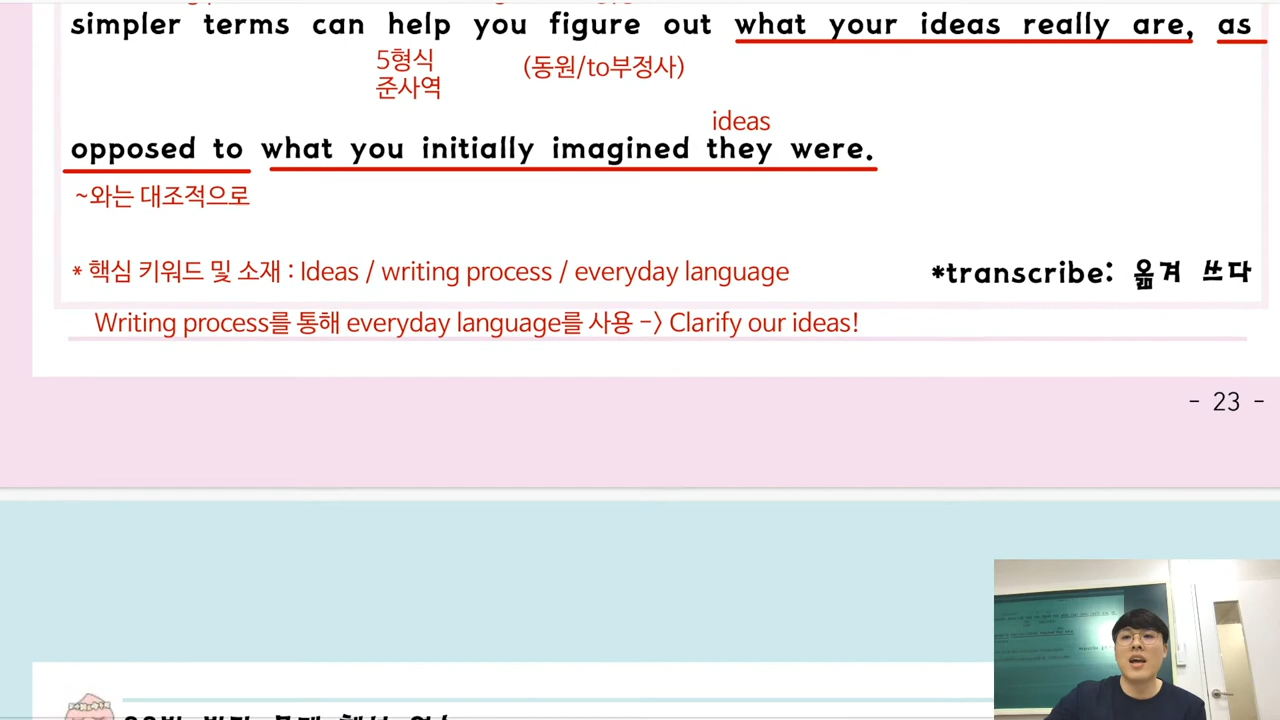 simpler terms can help you figure out what your ideas really are, as
5형식
준사역
(동원/to부정사)
ideas
opposed to what you initially imagined they were.
~와는 대조적으로
* 핵심 키워드 및 소재 : Ideas / writing process / everyday language
*transcribe: 옮겨 쓰다
Writing process를 통해 everyday language를 사용 -> Clarify our ideas!
- 23 -